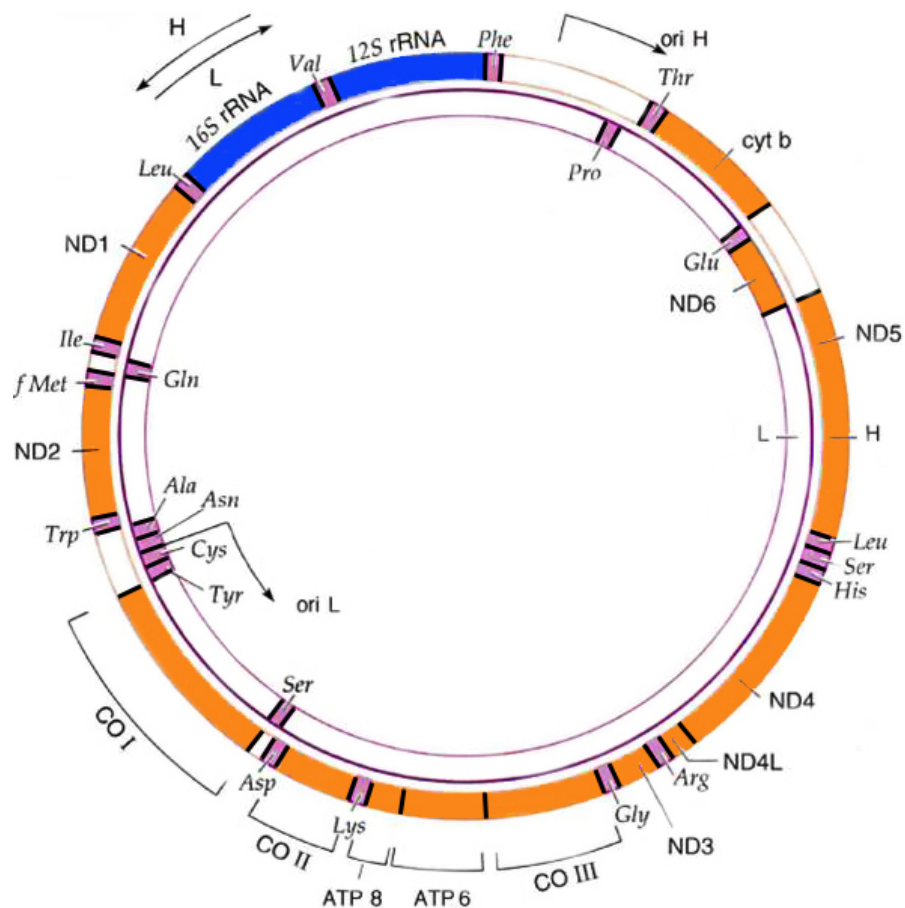 H
L
16S rRNA
Val
12S rRNA
Phe
ori H
Thr
cyt b
Pro
Glu
ND6
ND5
L
H
Leu
Ser
His
ND4
ND4L
Arg
ND3
Gly
CO III
ATP 6
ATP 8
Lys
CO II
Asp
Ser
CO I
ori L
Tyr
Cys
Asn
Ala
Trp
ND2
f Met
Gln
Ile
ND1
Leu